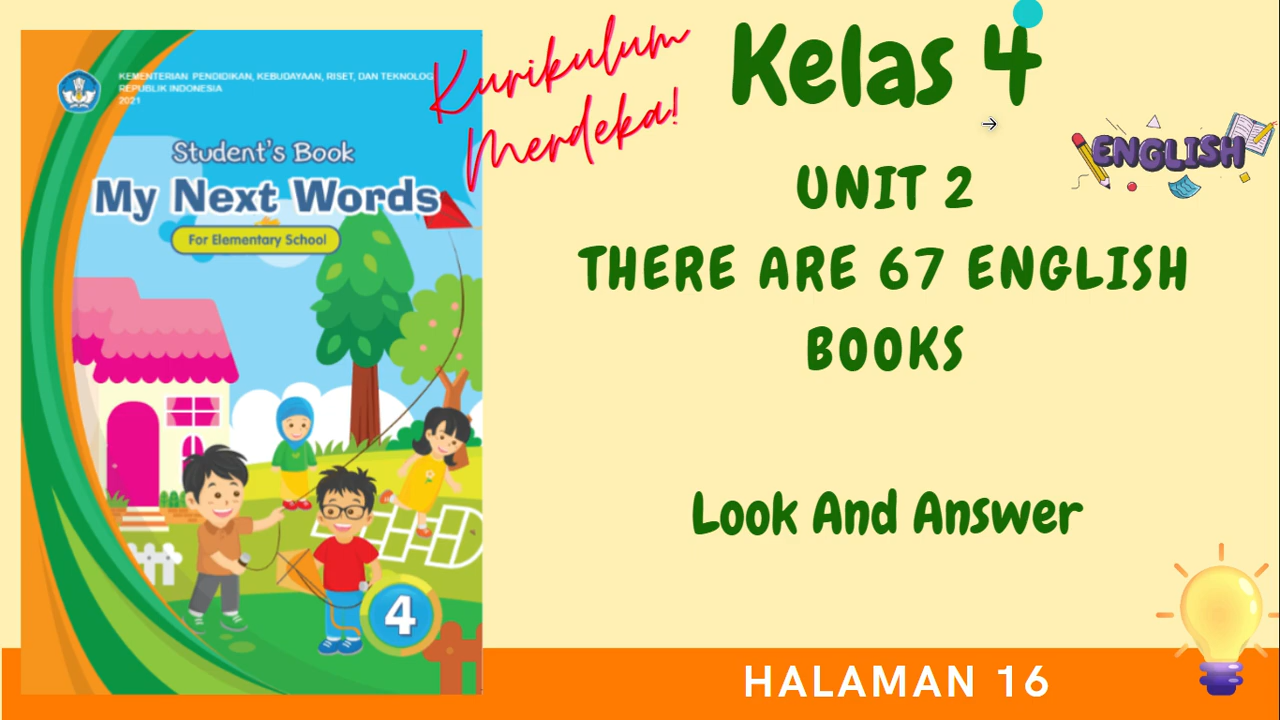 KEMENTERIAN PENDIDIKAN, KEBUDAYAAN, RISET, DAN TEKNOLOGI
REPUBLIK INDONESIA
2021
Student's Book
My Next Words
For Elementary School
4
Kurikulum
Merdeka!
Kelas 4
ENGLISH
UNIT 2
THERE ARE 67 ENGLISH
BOOKS
Look And Answer
HALAMAN 16